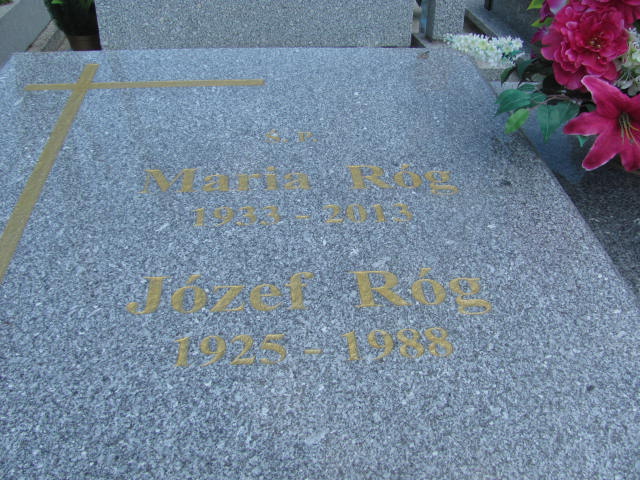 Ś. P.
Maria Róg
1933 - 2013
Józef Róg
1925 - 1988